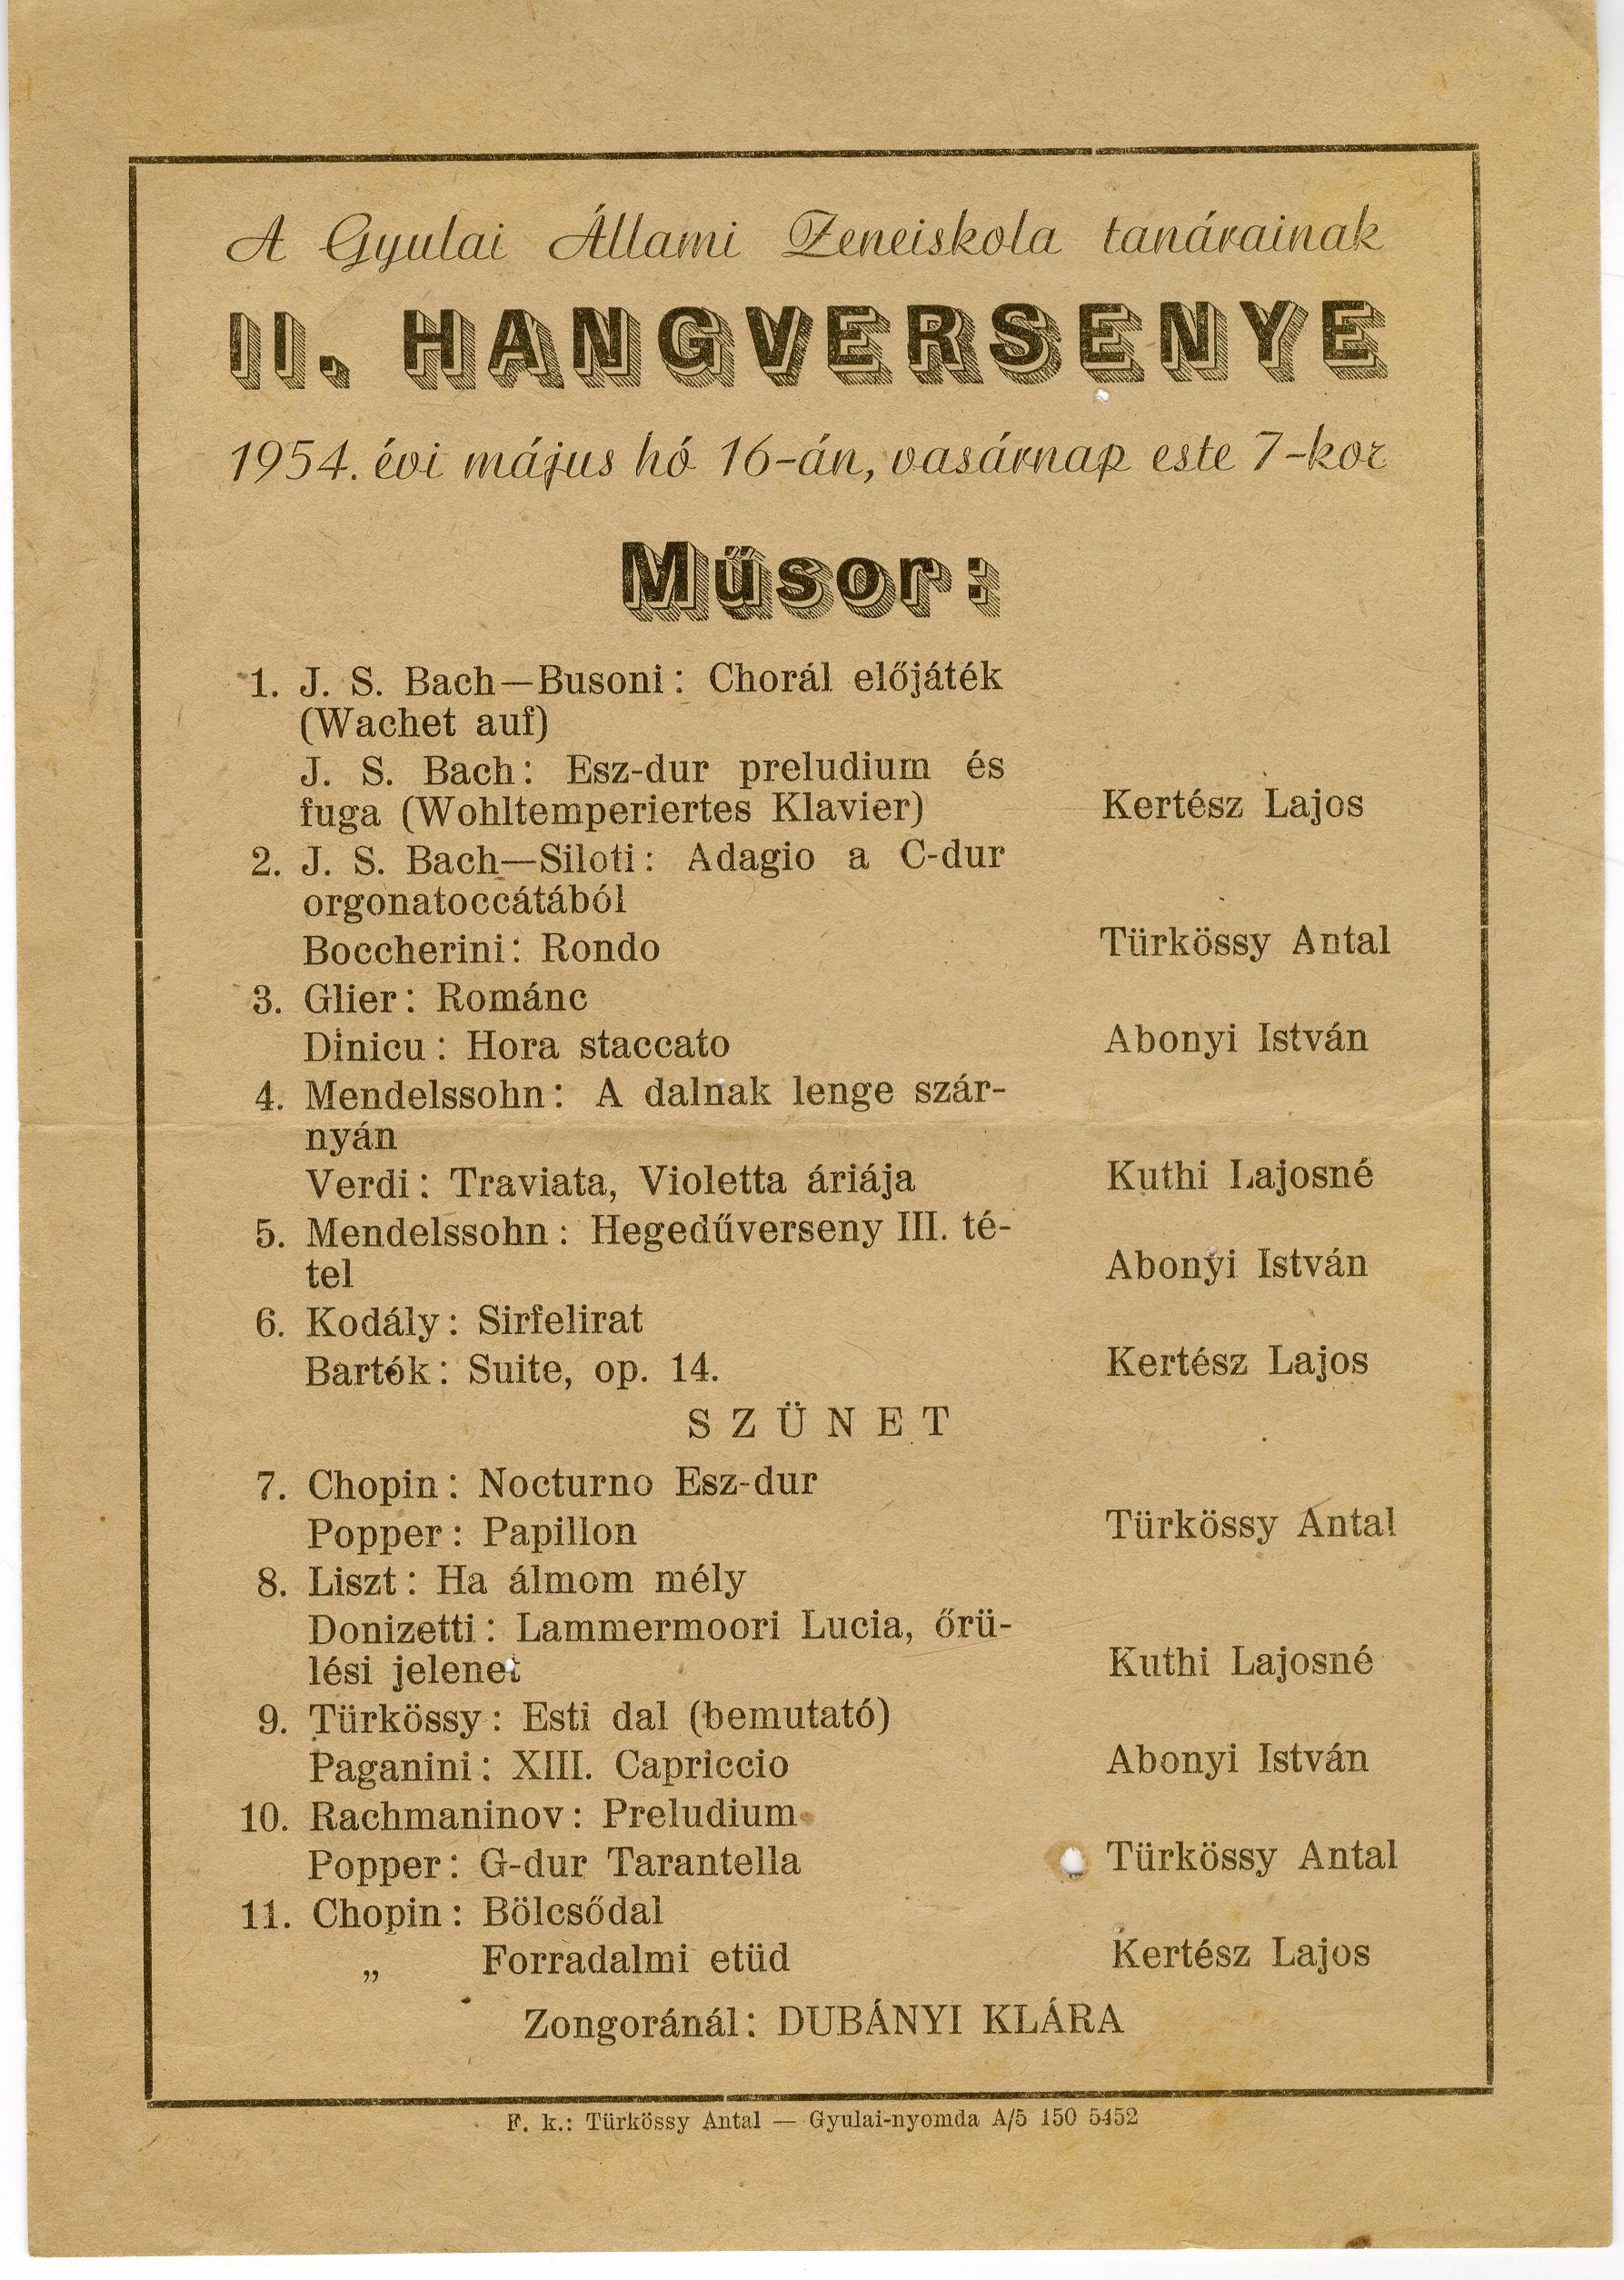 A Gyulai Állami Zeneiskola tanárainak
II. HANGVERSENYE
1954. évi május hó 16-án, vasárnap este 7-kor
Műsor:
1. J. S. Bach—Busoni: Chorál előjáték
(Wachet auf)
J. S. Bach: Esz-dur preludium és
fuga (Wohltemperiertes Klavier) Kertész Lajos
2. J. S. Bach—Siloti: Adagio a C-dur
orgonatoccátából
Boccherini: Rondo Türkössy Antal
3. Glier: Románc
Dinicu: Hora staccato Abonyi István
4. Mendelssohn: A dalnak lenge szár-
nyán
Verdi: Traviata, Violetta áriája Kuthi Lajosné
5. Mendelssohn: Hegedűverseny III. té-
tel Abonyi István
6. Kodály: Sirfelirat
Bartók: Suite, op. 14. Kertész Lajos
SZÜNET
7. Chopin: Nocturno Esz-dur
Popper: Papillon Türkössy Antal
8. Liszt: Ha álmom mély
Donizetti: Lammermoori Lucia, őrü-
lési jelenet Kuthi Lajosné
9. Türkössy: Esti dal (bemutató)
Paganini: XIII. Capriccio Abonyi István
10. Rachmaninov: Preludium
Popper: G-dur Tarantella Türkössy Antal
11. Chopin: Bölcsődal
„ Forradalmi etüd Kertész Lajos
Zongoránál: DUBÁNYI KLÁRA
F. k.: Türkössy Antal — Gyulai-nyomda A/5 150 5452